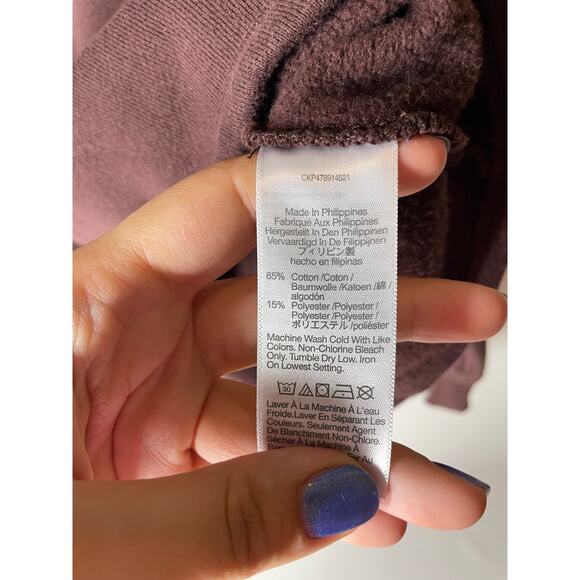 CKP478914521
Made In Philippines
Fabriqué Aux Philippines
Hergestellt In Den Philippinen
Vervaardigd In De Filippijnen
フィリピン製
hecho en filipinas
85% Cotton /Coton /
Baumwolle /Katoen /綿 /
algodón
15% Polyester/Polyester /
Polyester /Polyester /
ポリエステル /poliéster
Machine Wash Cold With Like
Colors. Non-Chlorine Bleach
Only. Tumble Dry Low. Iron
On Lowest Setting.
30
Laver À La Machine À L'eau
Froide.Laver En Séparant Les
Couleurs. Seulement Agent
De Blanchiment Non-Chlore.
Sécher À La Machine À
er Au